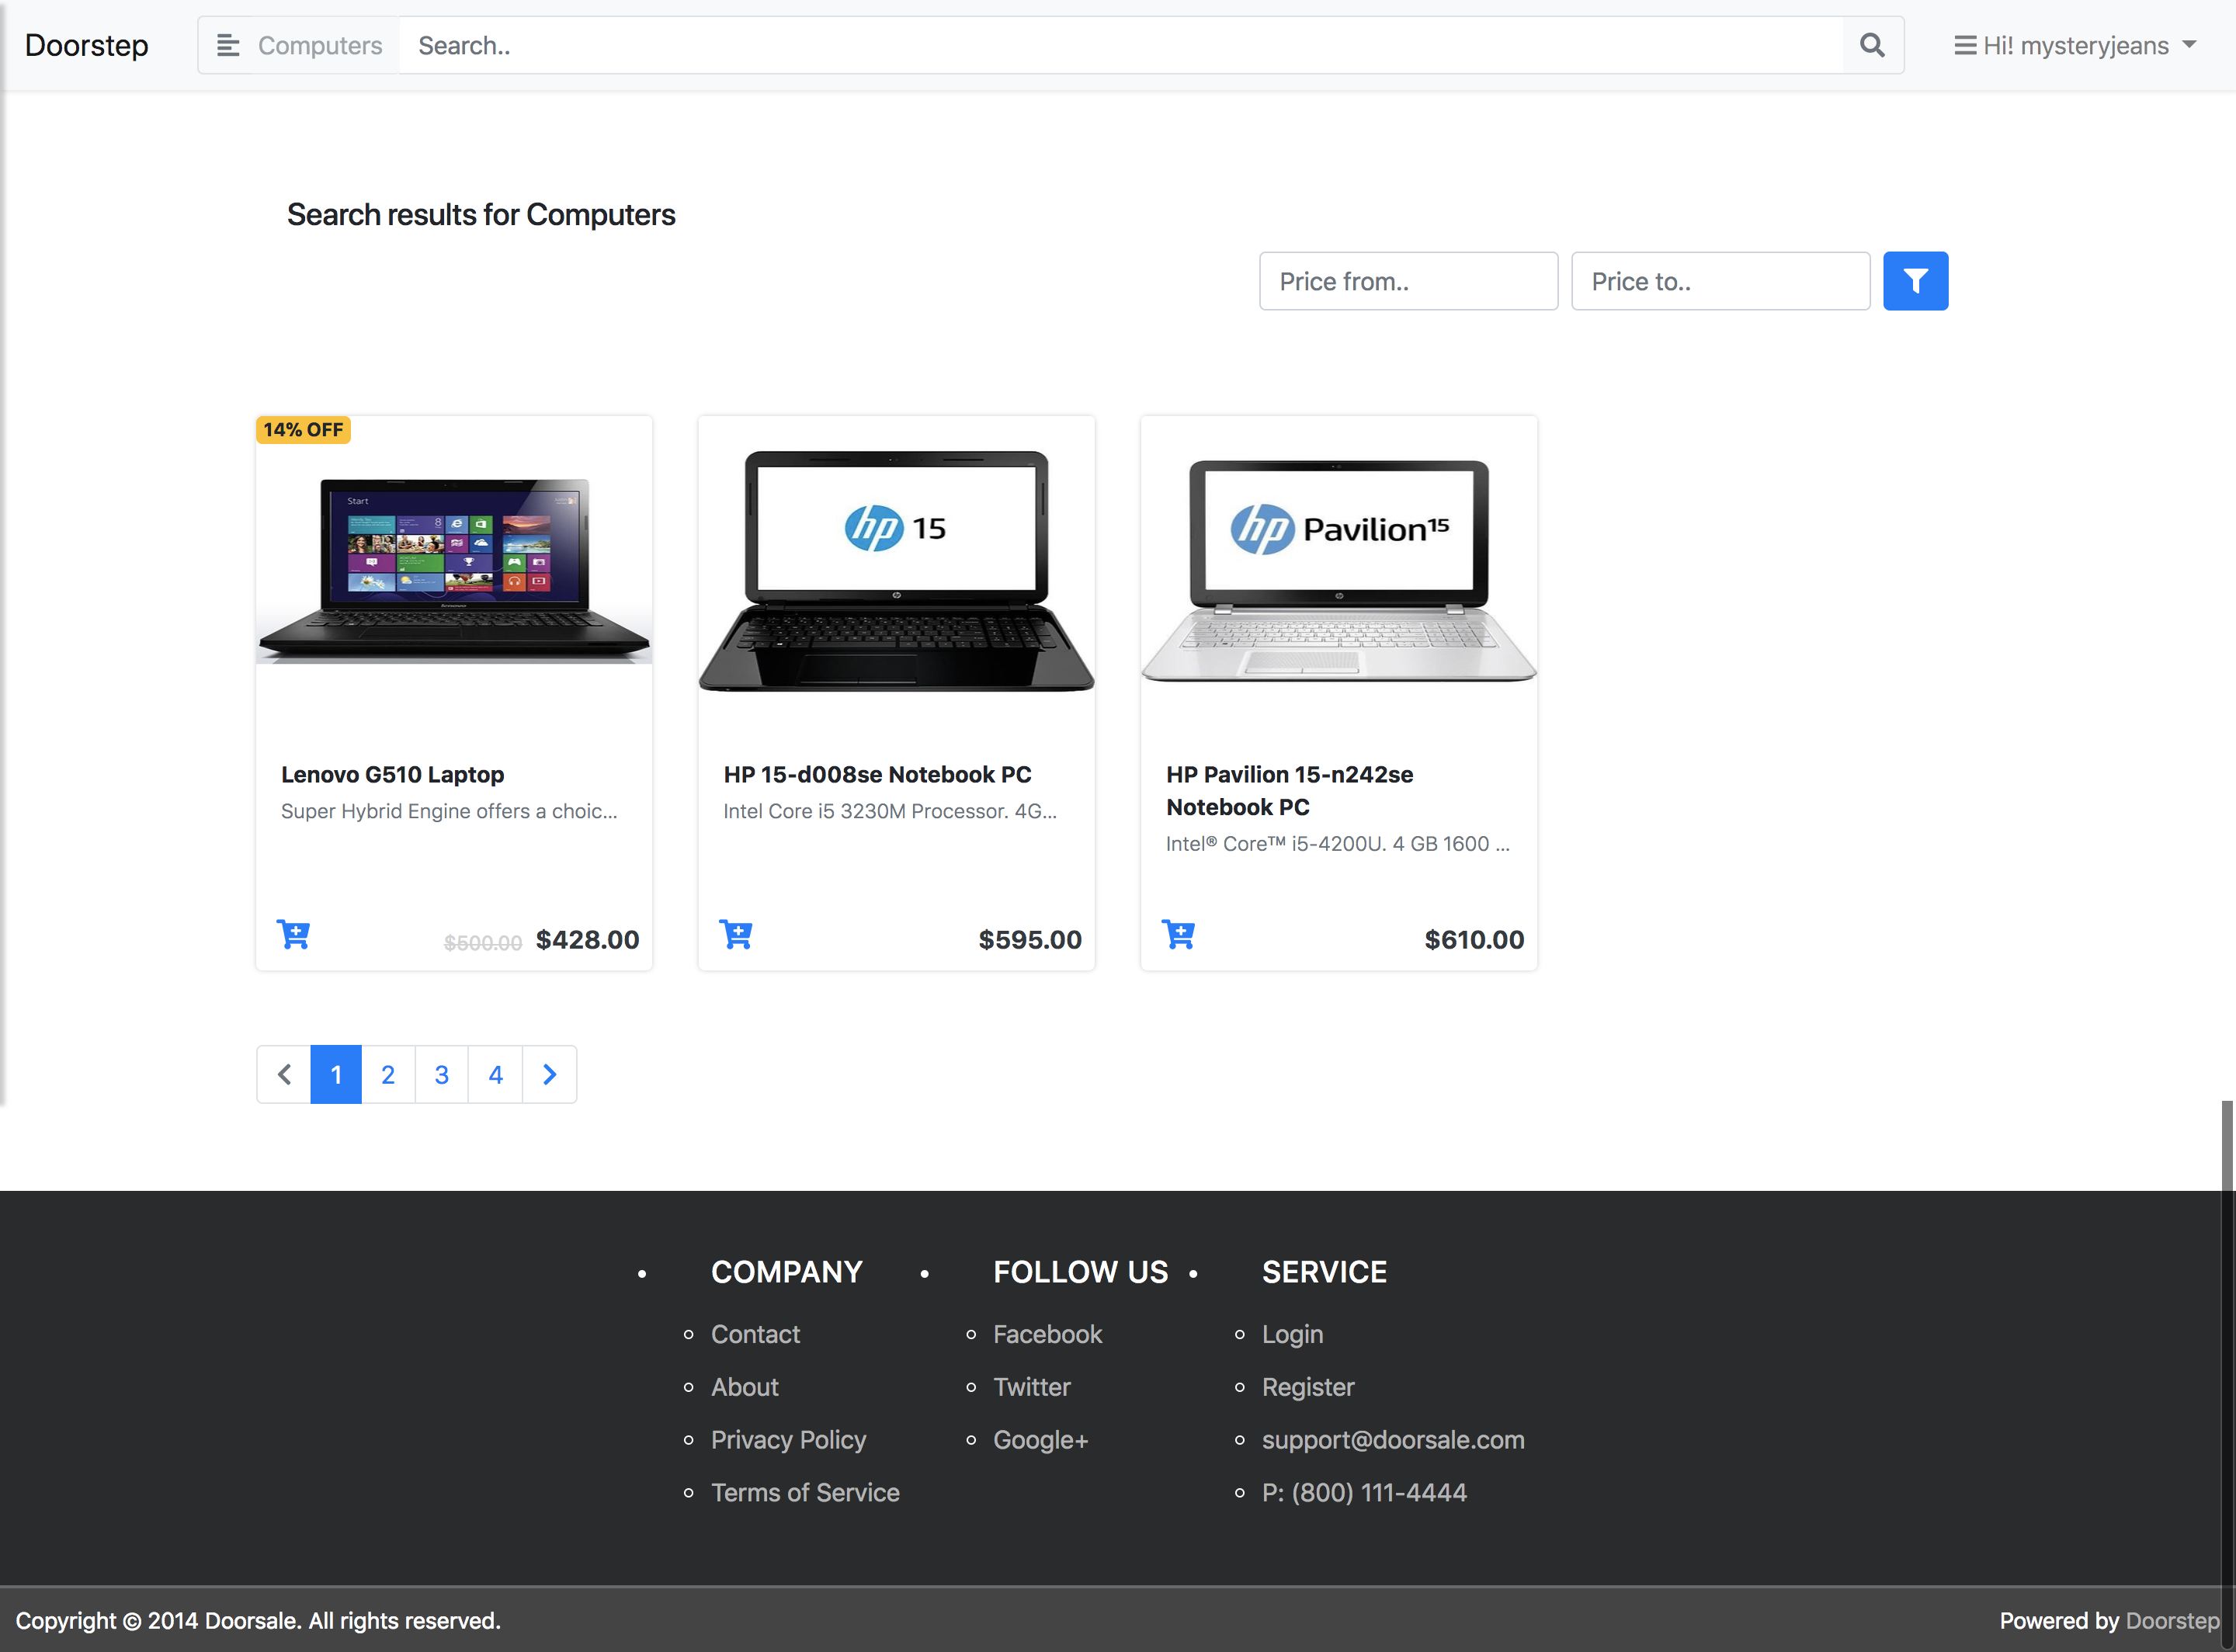 Doorstep
Computers
Search..
Hi! mysteryjeans
Search results for Computers
Price from..
Price to..
14% OFF
Start
hp 15
hp Pavilion15
Lenovo G510 Laptop
Super Hybrid Engine offers a choic...
$500.00 $428.00
HP 15-d008se Notebook PC
Intel Core i5 3230M Processor. 4G...
$595.00
HP Pavilion 15-n242se
Notebook PC
Intel® Core™ i5-4200U. 4 GB 1600 ...
$610.00
1 2 3 4
COMPANY
Contact
About
Privacy Policy
Terms of Service
FOLLOW US
Facebook
Twitter
Google+
SERVICE
Login
Register
support@doorsale.com
P: (800) 111-4444
Copyright © 2014 Doorsale. All rights reserved.
Powered by Doorstep